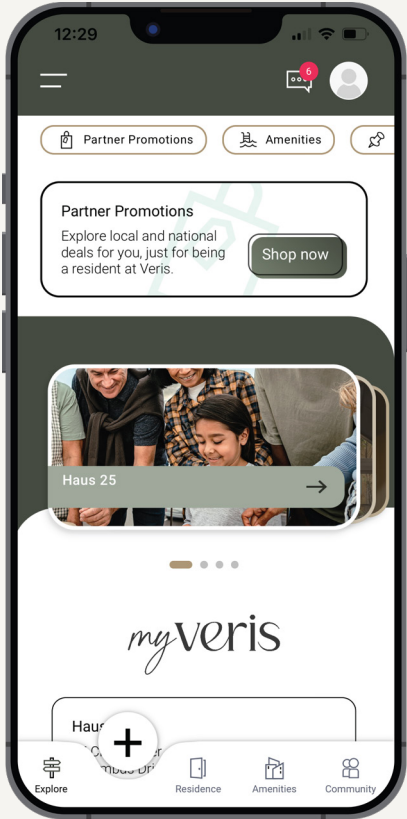 12:29
6
Partner Promotions
Amenities
Partner Promotions
Explore local and national
deals for you, just for being
a resident at Veris.
Shop now
Haus 25
myveris
Explore
Residence
Amenities
Community